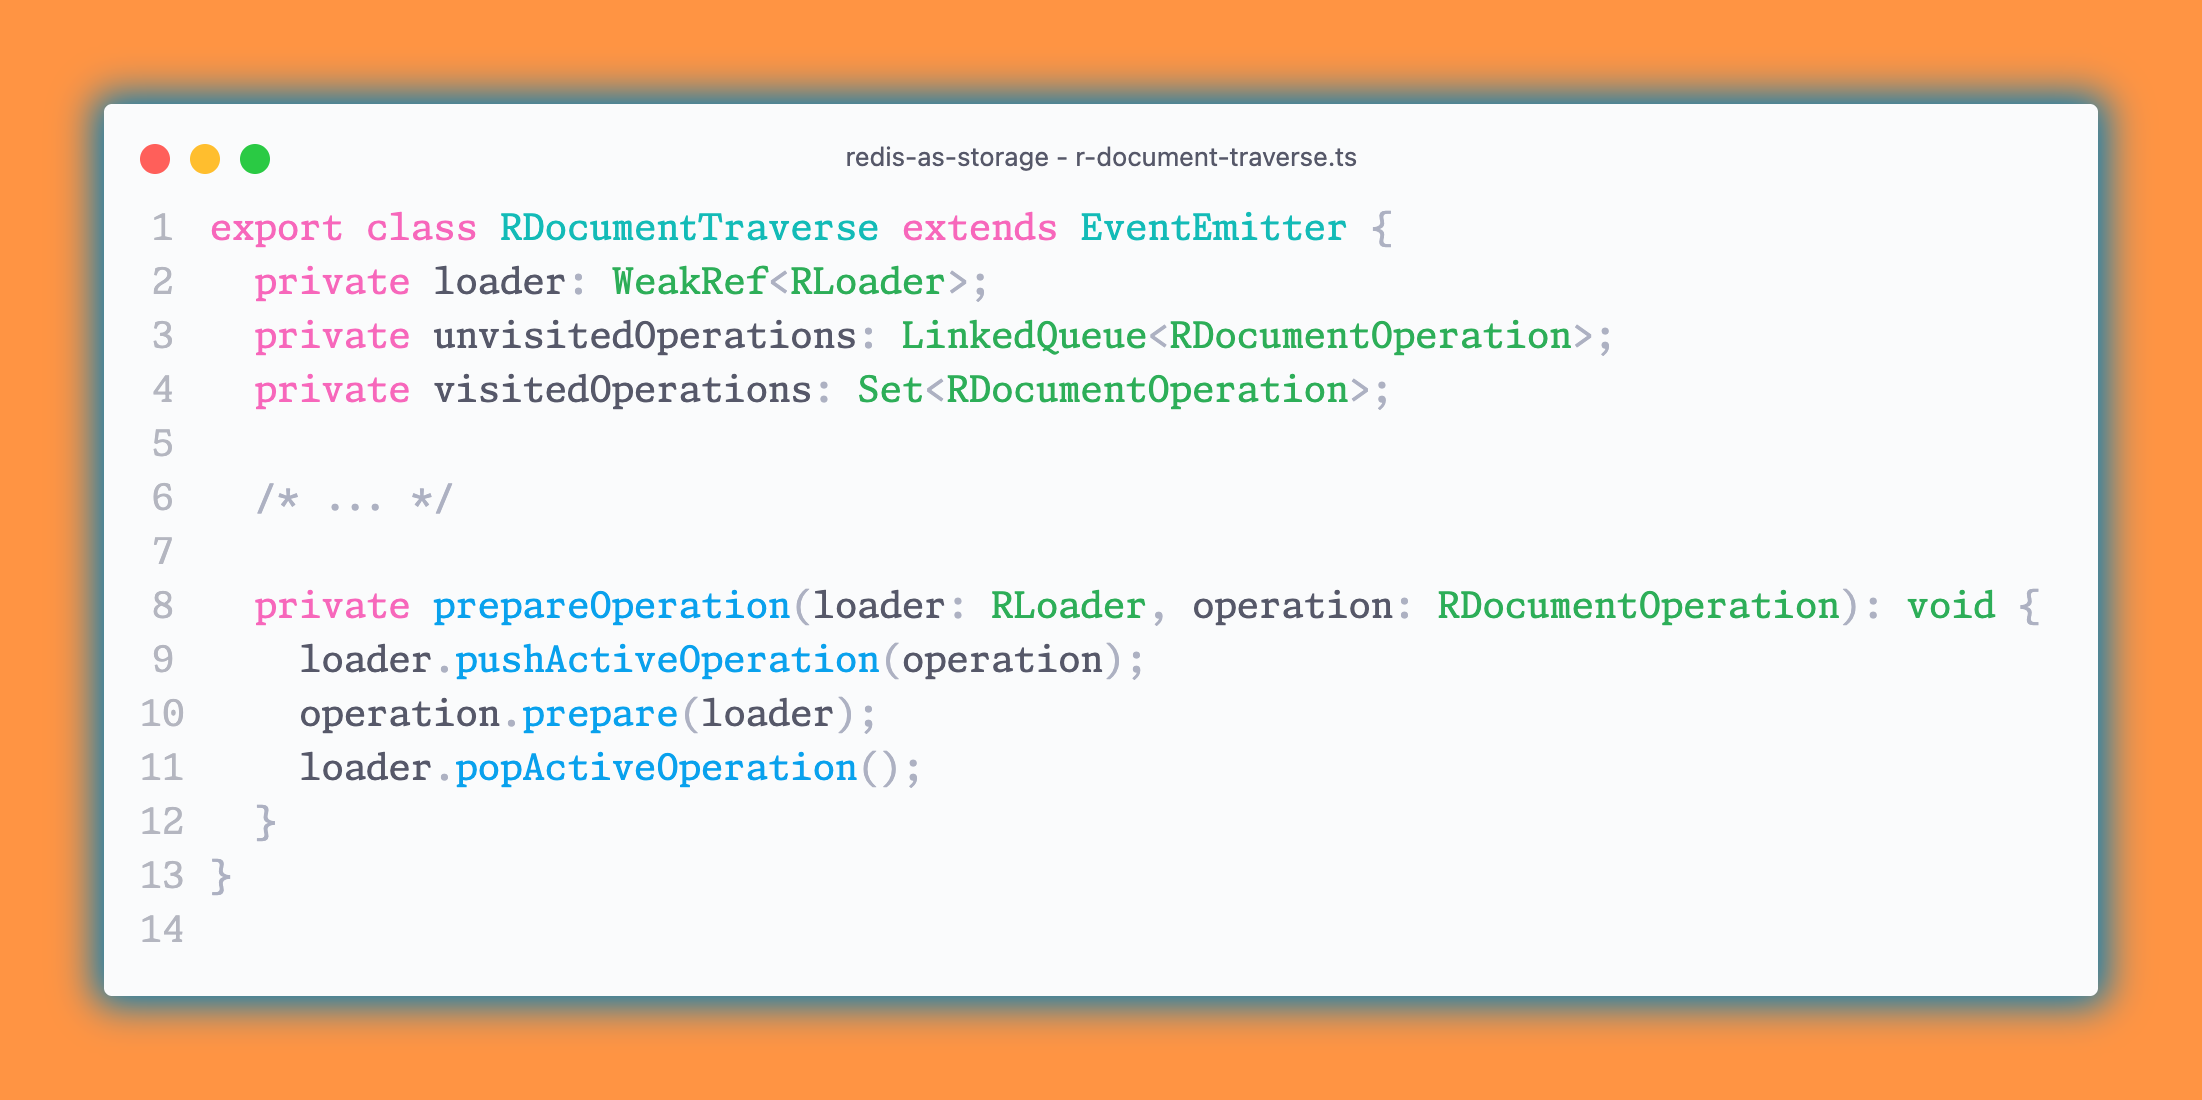 redis-as-storage - r-document-traverse.ts
1 export class RDocumentTraverse extends EventEmitter {
2   private loader: WeakRef<RLoader>;
3   private unvisitedOperations: LinkedQueue<RDocumentOperation>;
4   private visitedOperations: Set<RDocumentOperation>;
5
6   /* ... */
7
8   private prepareOperation(loader: RLoader, operation: RDocumentOperation): void {
9     loader.pushActiveOperation(operation);
10     operation.prepare(loader);
11     loader.popActiveOperation();
12   }
13 }
14